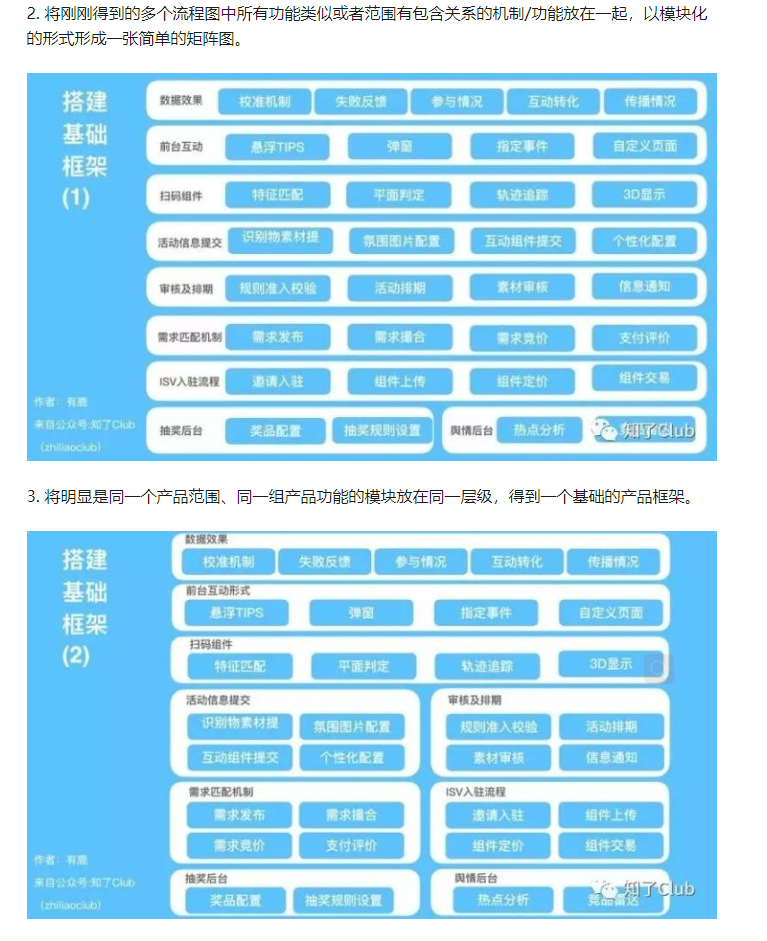 2. 将刚刚得到的多个流程图中所有功能类似或者范围有包含关系的机制/功能放在一起，以模块化
的形式形成一张简单的矩阵图。
搭建
基础
框架
(1)
数据效果 校准机制 失败反馈 参与情况 互动转化 传播情况
前台互动 悬浮TIPS 弹窗 指定事件 自定义页面
扫码组件 特征匹配 平面判定 轨迹追踪 3D显示
活动信息提交 识别物素材提 氛围图片配置 互动组件提交 个性化配置
审核及排期 规则准入校验 活动排期 素材审核 信息通知
需求匹配机制 需求发布 需求撮合 需求竞价 支付评价
ISV入驻流程 邀请入驻 组件上传 组件定价 组件交易
抽奖后台 奖品配置 抽奖规则设置 舆情后台 热点分析
知了Club
作者：有鹿
来自公众号:知了Club
(zhiliaoclub)
3. 将明显是同一个产品范围、同一组产品功能的模块放在同一层级，得到一个基础的产品框架。
搭建
基础
框架
(2)
数据效果
校准机制 失败反馈 参与情况 互动转化 传播情况
前台互动形式
悬浮TIPS 弹窗 指定事件 自定义页面
扫码组件
特征匹配 平面判定 轨迹追踪 3D显示
活动信息提交 审核及排期
识别物素材提 氛围图片配置 规则准入校验 活动排期
互动组件提交 个性化配置 素材审核 信息通知
需求匹配机制 ISV入驻流程
需求发布 需求撮合 邀请入驻 组件上传
需求竞价 支付评价 组件定价 组件交易
抽奖后台 舆情后台
奖品配置 抽奖规则设置 热点分析 竞品雷达
知了Club
作者：有鹿
来自公众号:知了Club
(zhiliaoclub)